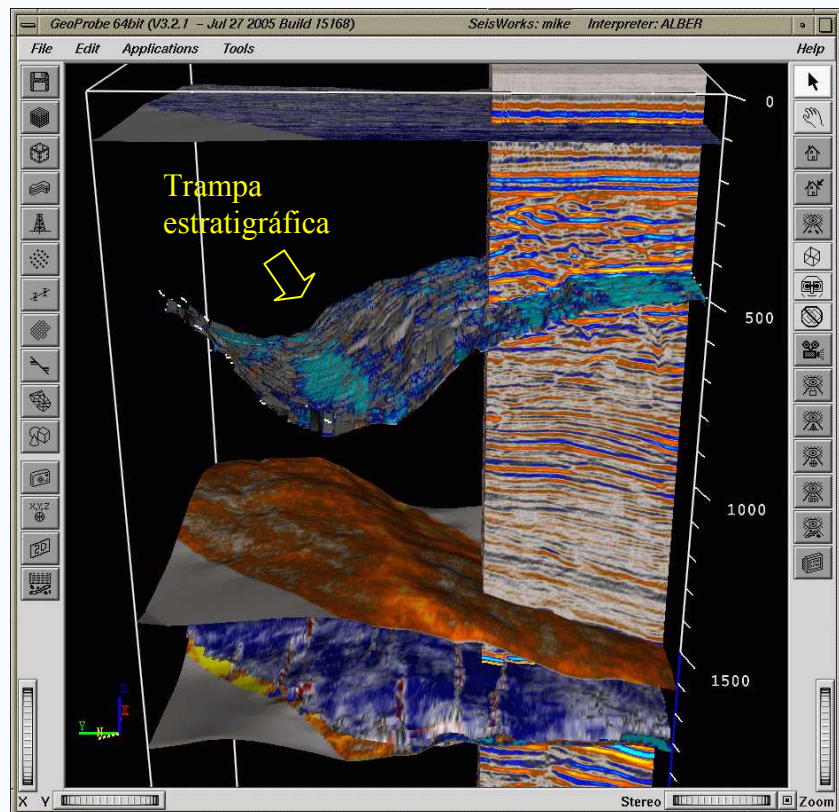 GeoProbe 64bit (V3.2.1 - Jul 27 2005 Build 15168) SeisWorks: mike Interpreter: ALBER
File Edit Applications Tools Help
0
Trampa
estratigráfica
500
1000
X,Y,Z
2D
1500
Z
X
Y
X Y Stereo Zoom